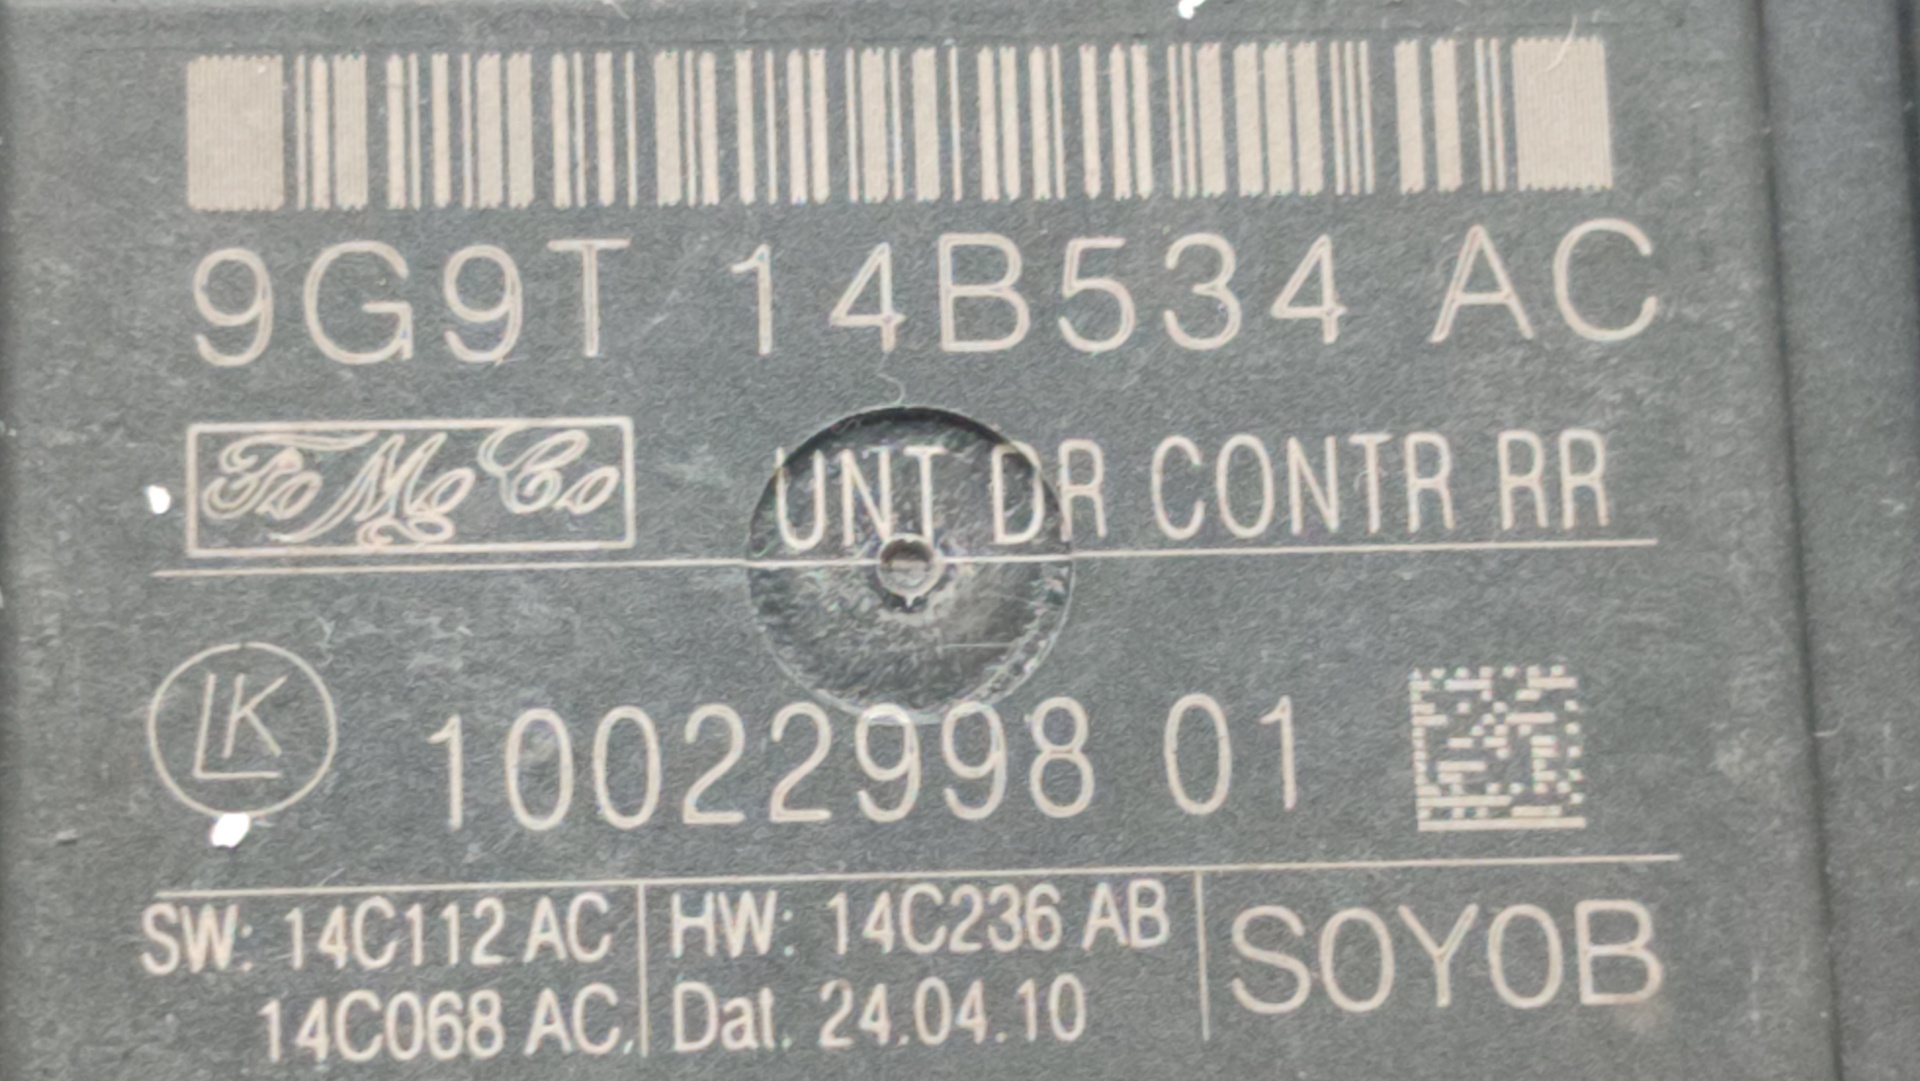 9G9T 14B534 AC
FoMoCo UNT DR CONTR RR
LK 10022998 01
SW: 14C112 AC HW: 14C236 AB SOYOB
14C068 AC Dat. 24.04.10